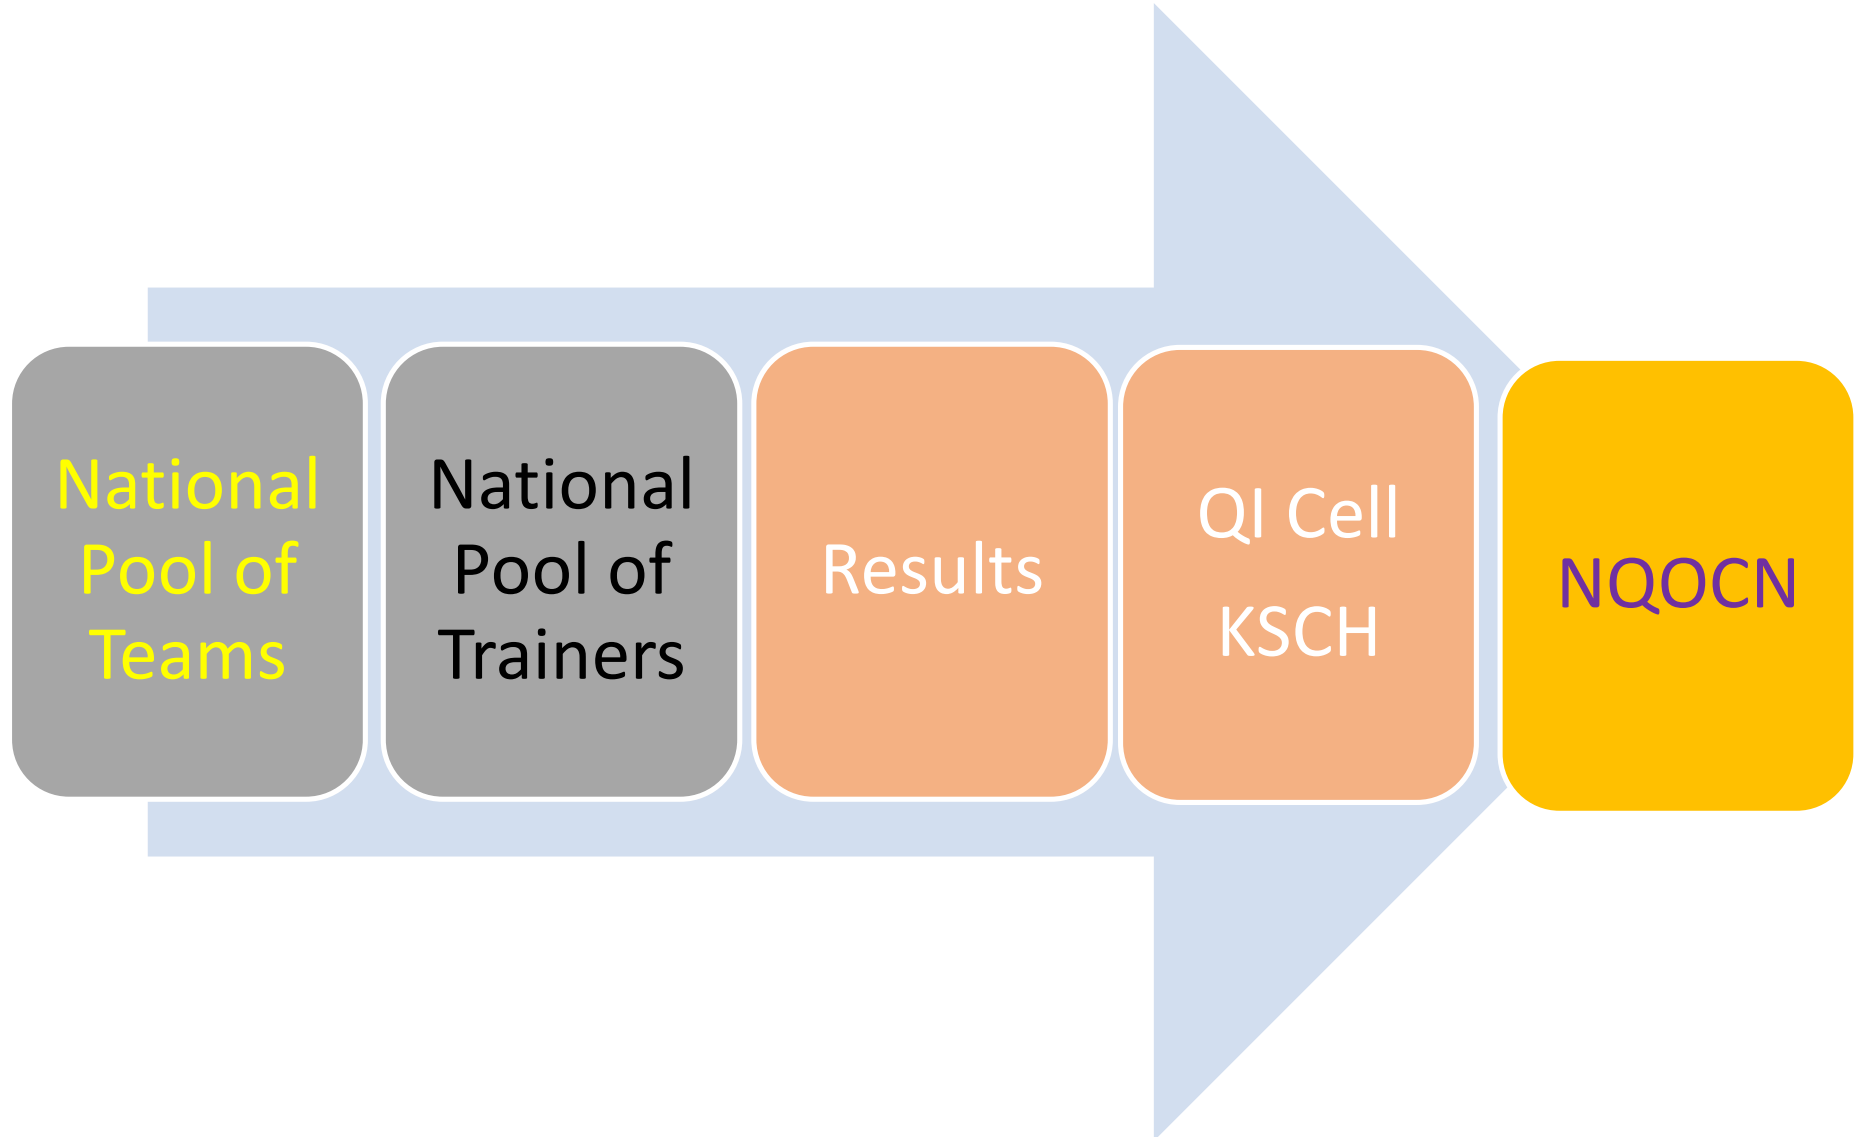 National
Pool of
Teams
National
Pool of
Trainers
Results
QI Cell
KSCH
NQOCN